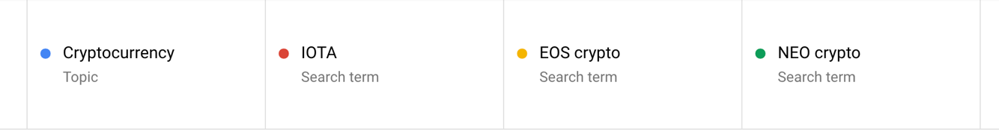 Cryptocurrency
Topic
IOTA
Search term
EOS crypto
Search term
NEO crypto
Search term